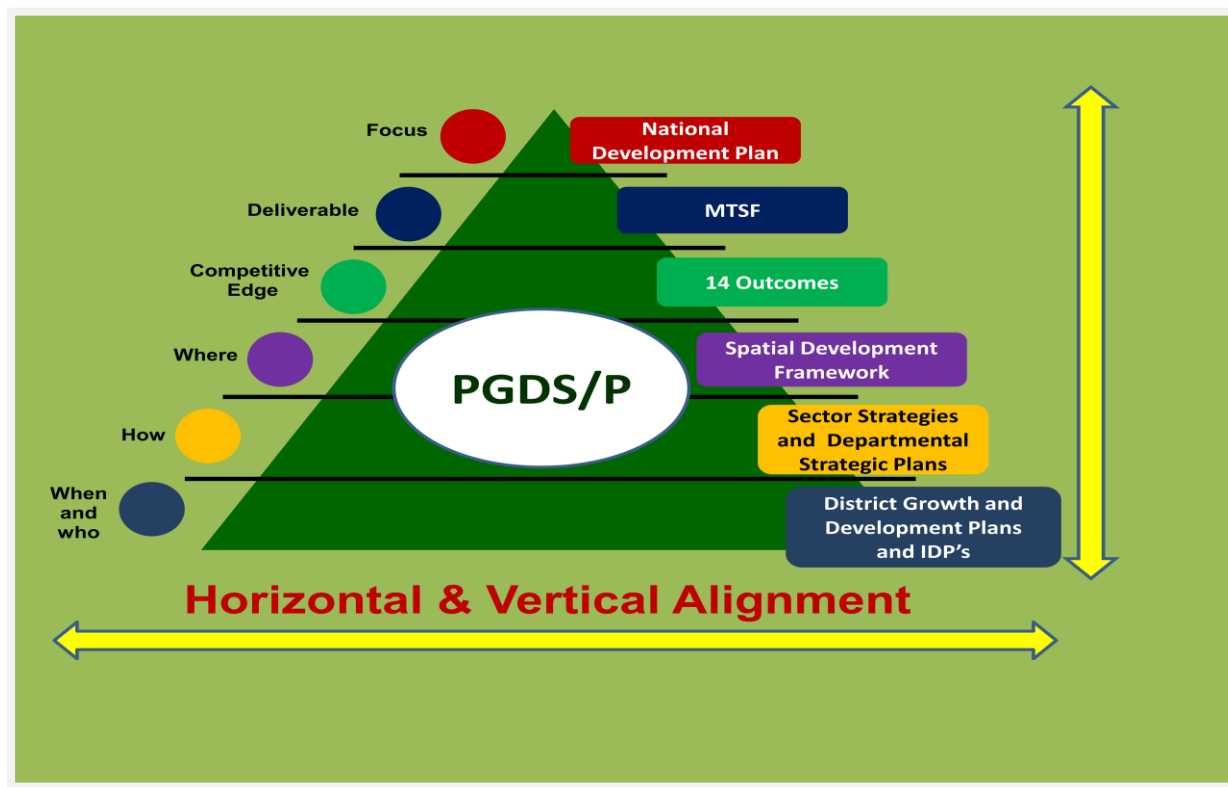 Focus
National
Development Plan
Deliverable
MTSF
Competitive
Edge
14 Outcomes
Where
Spatial Development
Framework
PGDS/P
How
Sector Strategies
and Departmental
Strategic Plans
When
and
who
District Growth and
Development Plans
and IDP’s
Horizontal & Vertical Alignment